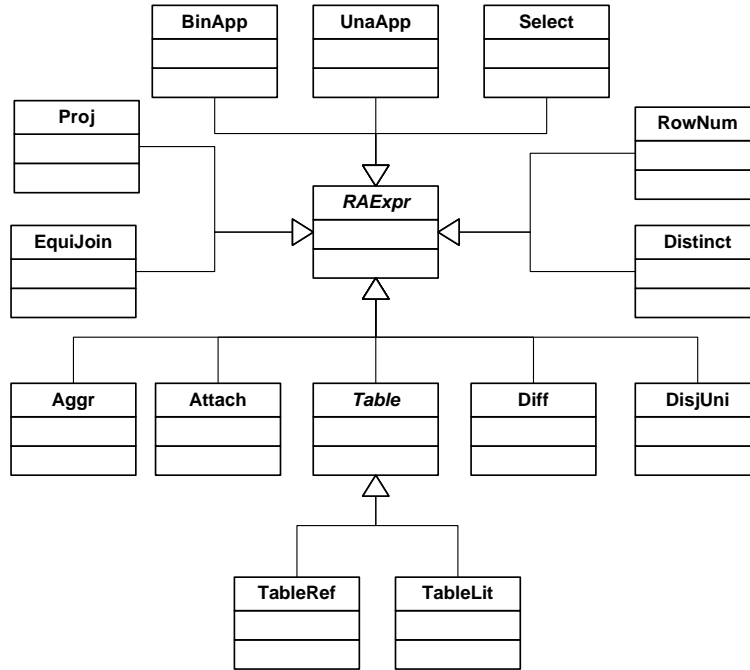 BinApp
UnaApp
Select
Proj
RowNum
RAExpr
EquiJoin
Distinct
Aggr
Attach
Table
Diff
DisjUni
TableRef
TableLit